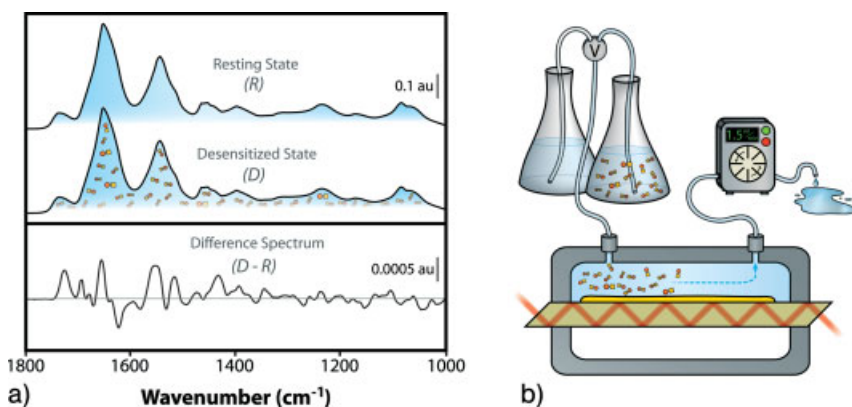 Resting State
(R)
0.1 au
Desensitized State
(D)
Difference Spectrum
(D - R)
0.0005 au
1800 1600 1400 1200 1000
a) Wavenumber (cm⁻¹)
V
1.5
b)